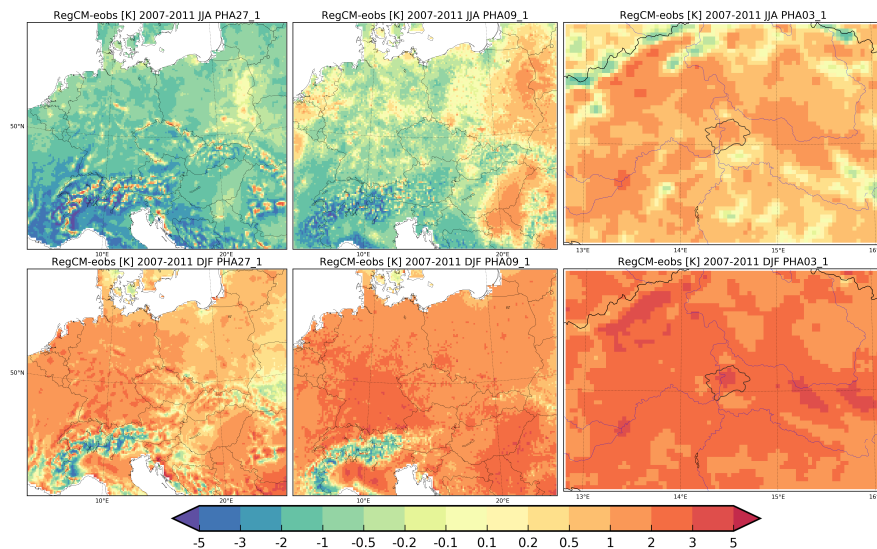 RegCM-eobs [K] 2007-2011 JJA PHA27_1
RegCM-eobs [K] 2007-2011 JJA PHA09_1
RegCM-eobs [K] 2007-2011 JJA PHA03_1
50°N
10°E 20°E
10°E 20°E
13°E 14°E 15°E 16
RegCM-eobs [K] 2007-2011 DJF PHA27_1
RegCM-eobs [K] 2007-2011 DJF PHA09_1
RegCM-eobs [K] 2007-2011 DJF PHA03_1
50°N
10°E 20°E
10°E 20°E
13°E 14°E 15°E 16
-5 -3 -2 -1 -0.5 -0.2 -0.1 0.1 0.2 0.5 1 2 3 5